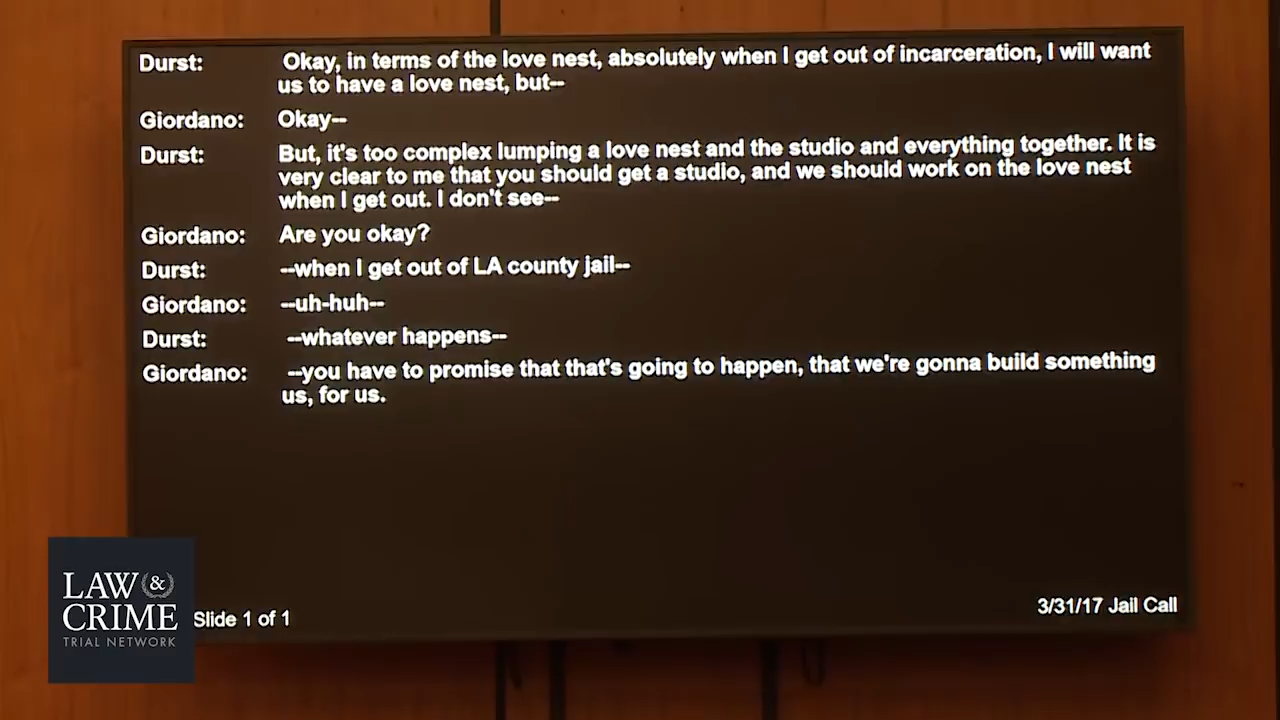 Durst: Okay, in terms of the love nest, absolutely when I get out of incarceration, I will want
us to have a love nest, but--
Giordano: Okay--
Durst: But, it's too complex lumping a love nest and the studio and everything together. It is
very clear to me that you should get a studio, and we should work on the love nest
when I get out. I don't see--
Giordano: Are you okay?
Durst: --when I get out of LA county jail--
Giordano: --uh-huh--
Durst: --whatever happens--
Giordano: --you have to promise that that's going to happen, that we're gonna build something
us, for us.
Slide 1 of 1
3/31/17 Jail Call
LAW &
CRIME
TRIAL NETWORK